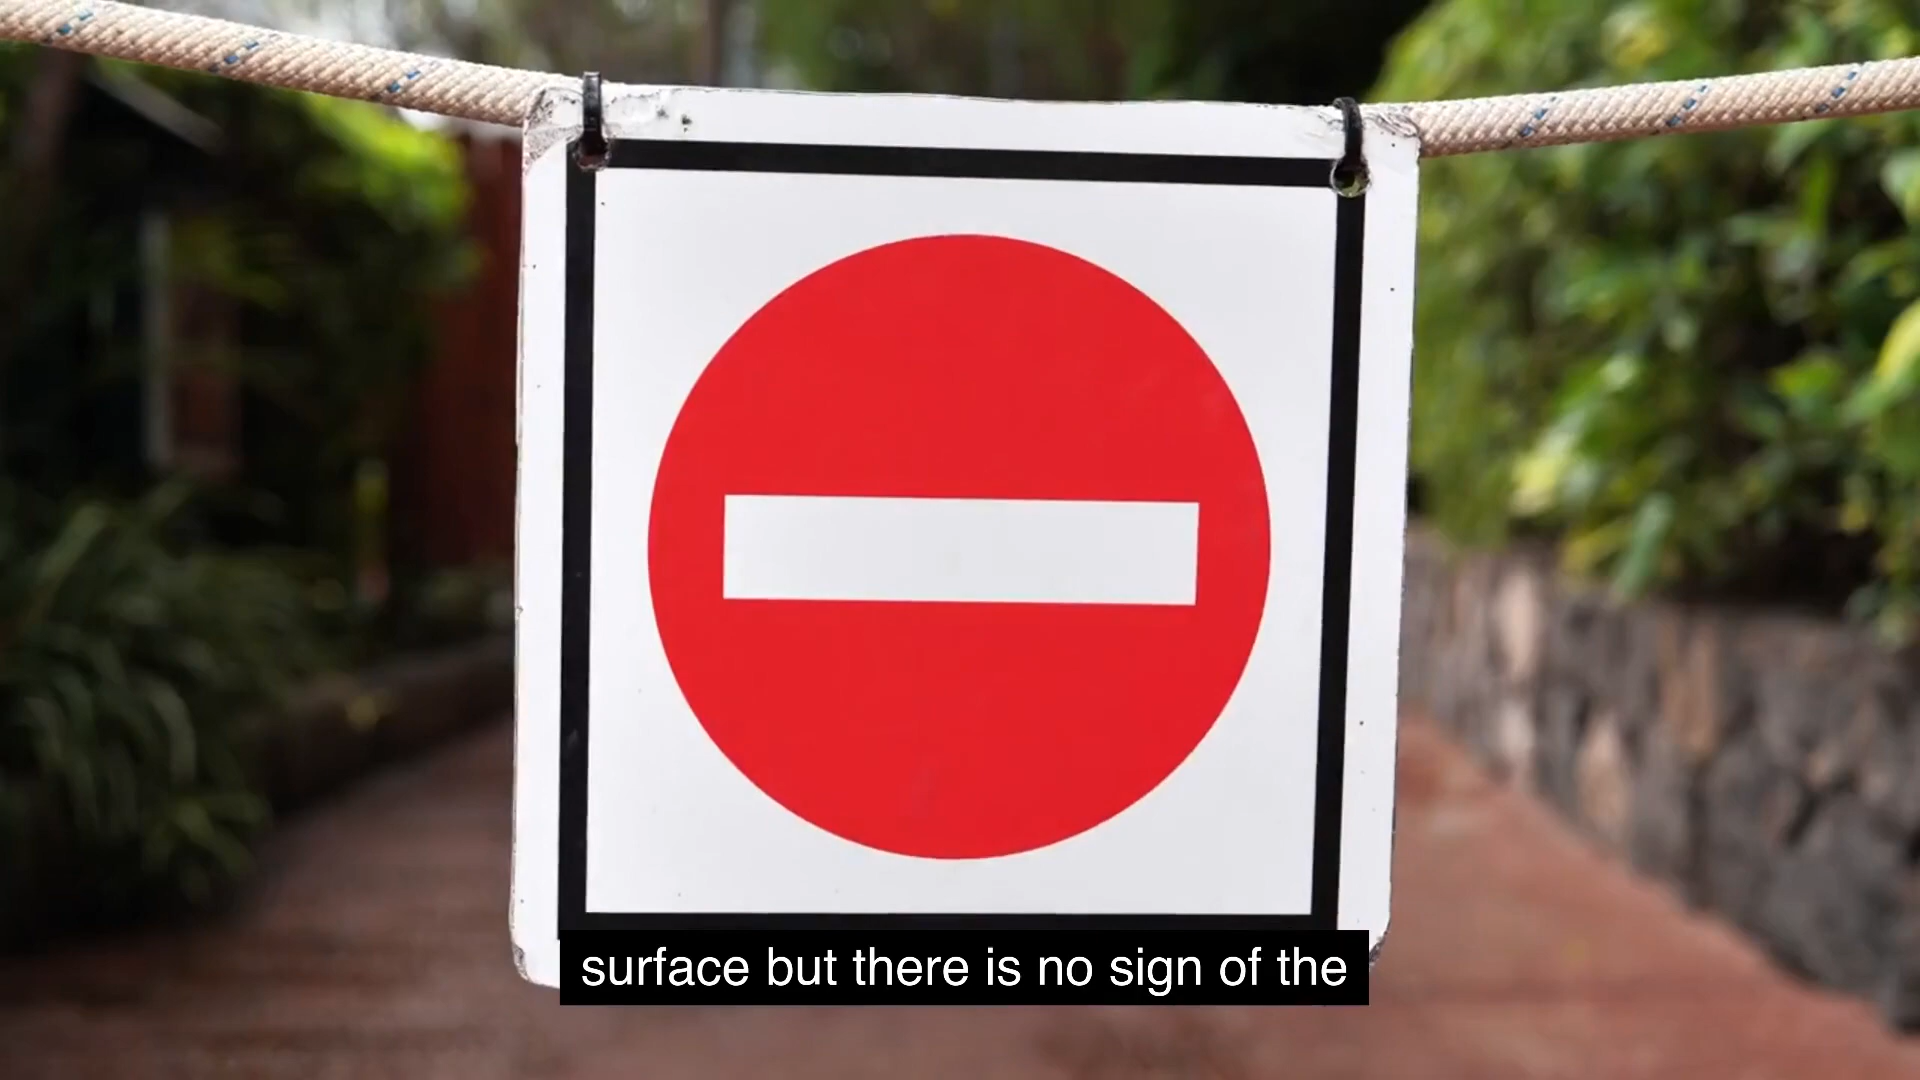 surface but there is no sign of the